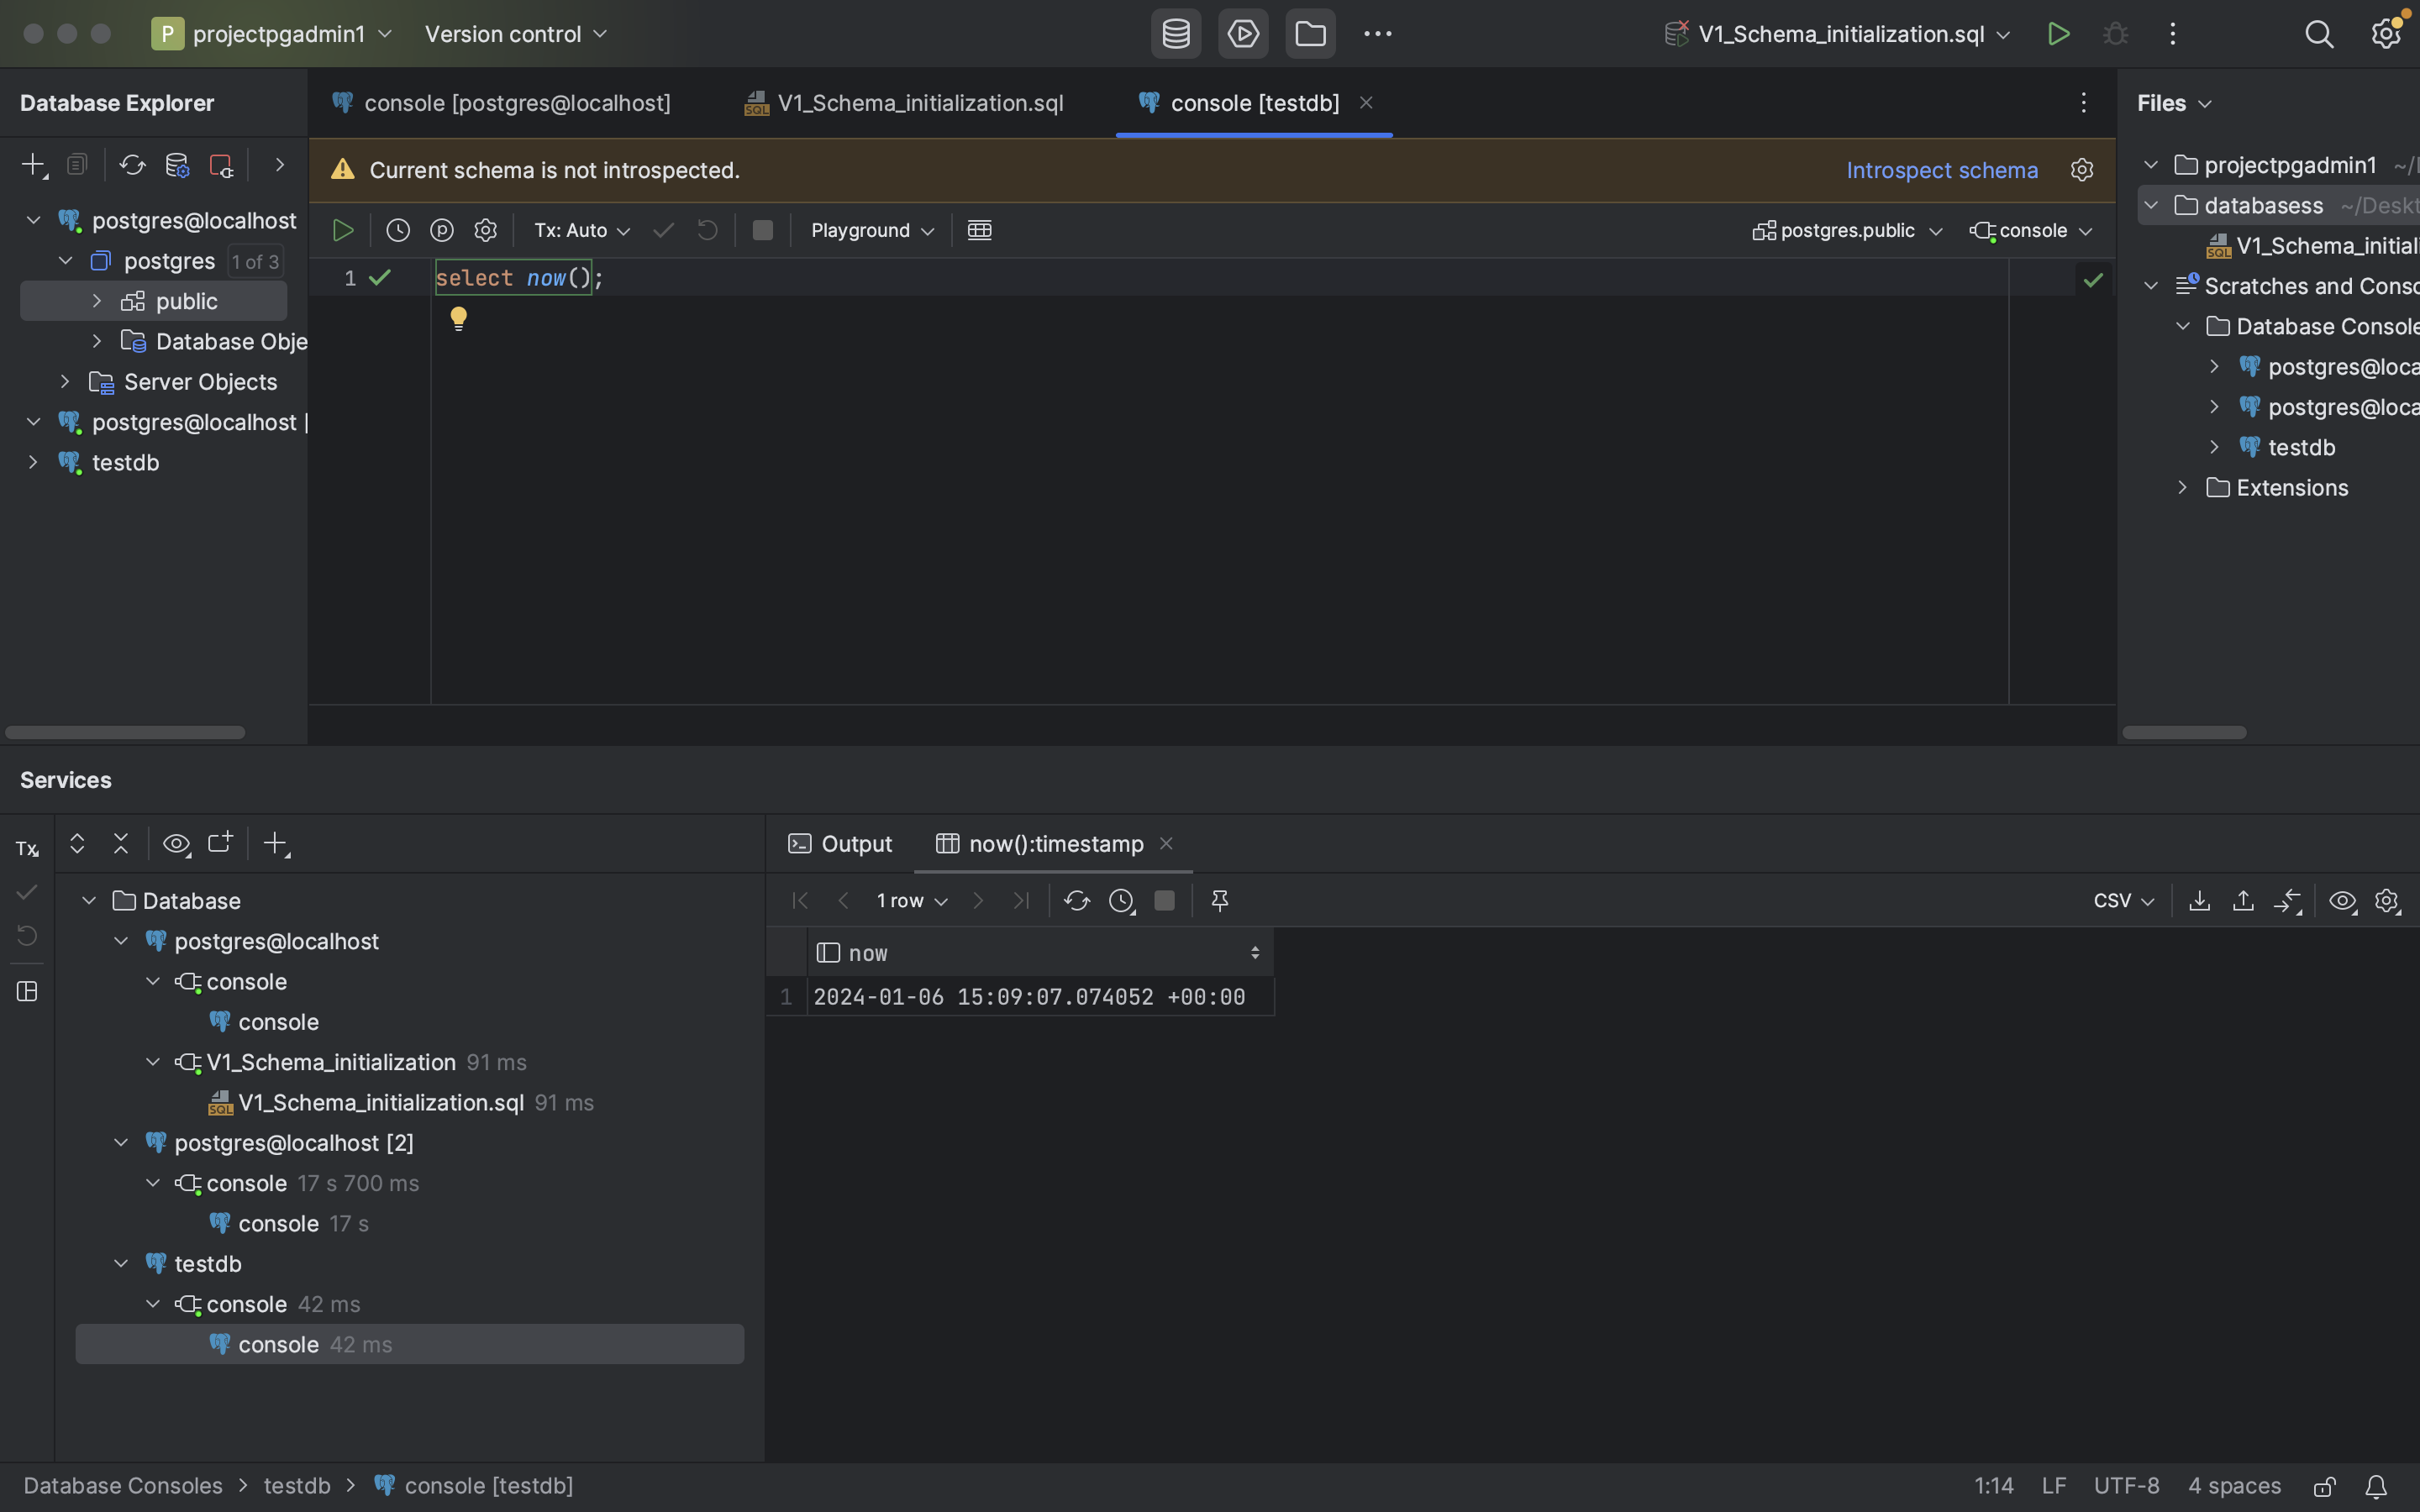 P projectpgadmin1 Version control V1_Schema_initialization.sql
Database Explorer
console [postgres@localhost] V1_Schema_initialization.sql console [testdb]
Files
Current schema is not introspected. Introspect schema
Tx: Auto Playground postgres.public console
1 select now();
postgres@localhost
postgres 1 of 3
public
Database Obje
Server Objects
postgres@localhost [
testdb
projectpgadmin1 ~/
databasess ~/Deskt
V1_Schema_initiali
Scratches and Conso
Database Console
postgres@loca
postgres@loca
testdb
Extensions
Services
Tx
Database
postgres@localhost
console
console
V1_Schema_initialization 91 ms
V1_Schema_initialization.sql 91 ms
postgres@localhost [2]
console 17 s 700 ms
console 17 s
testdb
console 42 ms
console 42 ms
Output now():timestamp
1 row CSV
now
1 2024-01-06 15:09:07.074052 +00:00
Database Consoles > testdb > console [testdb] 1:14 LF UTF-8 4 spaces